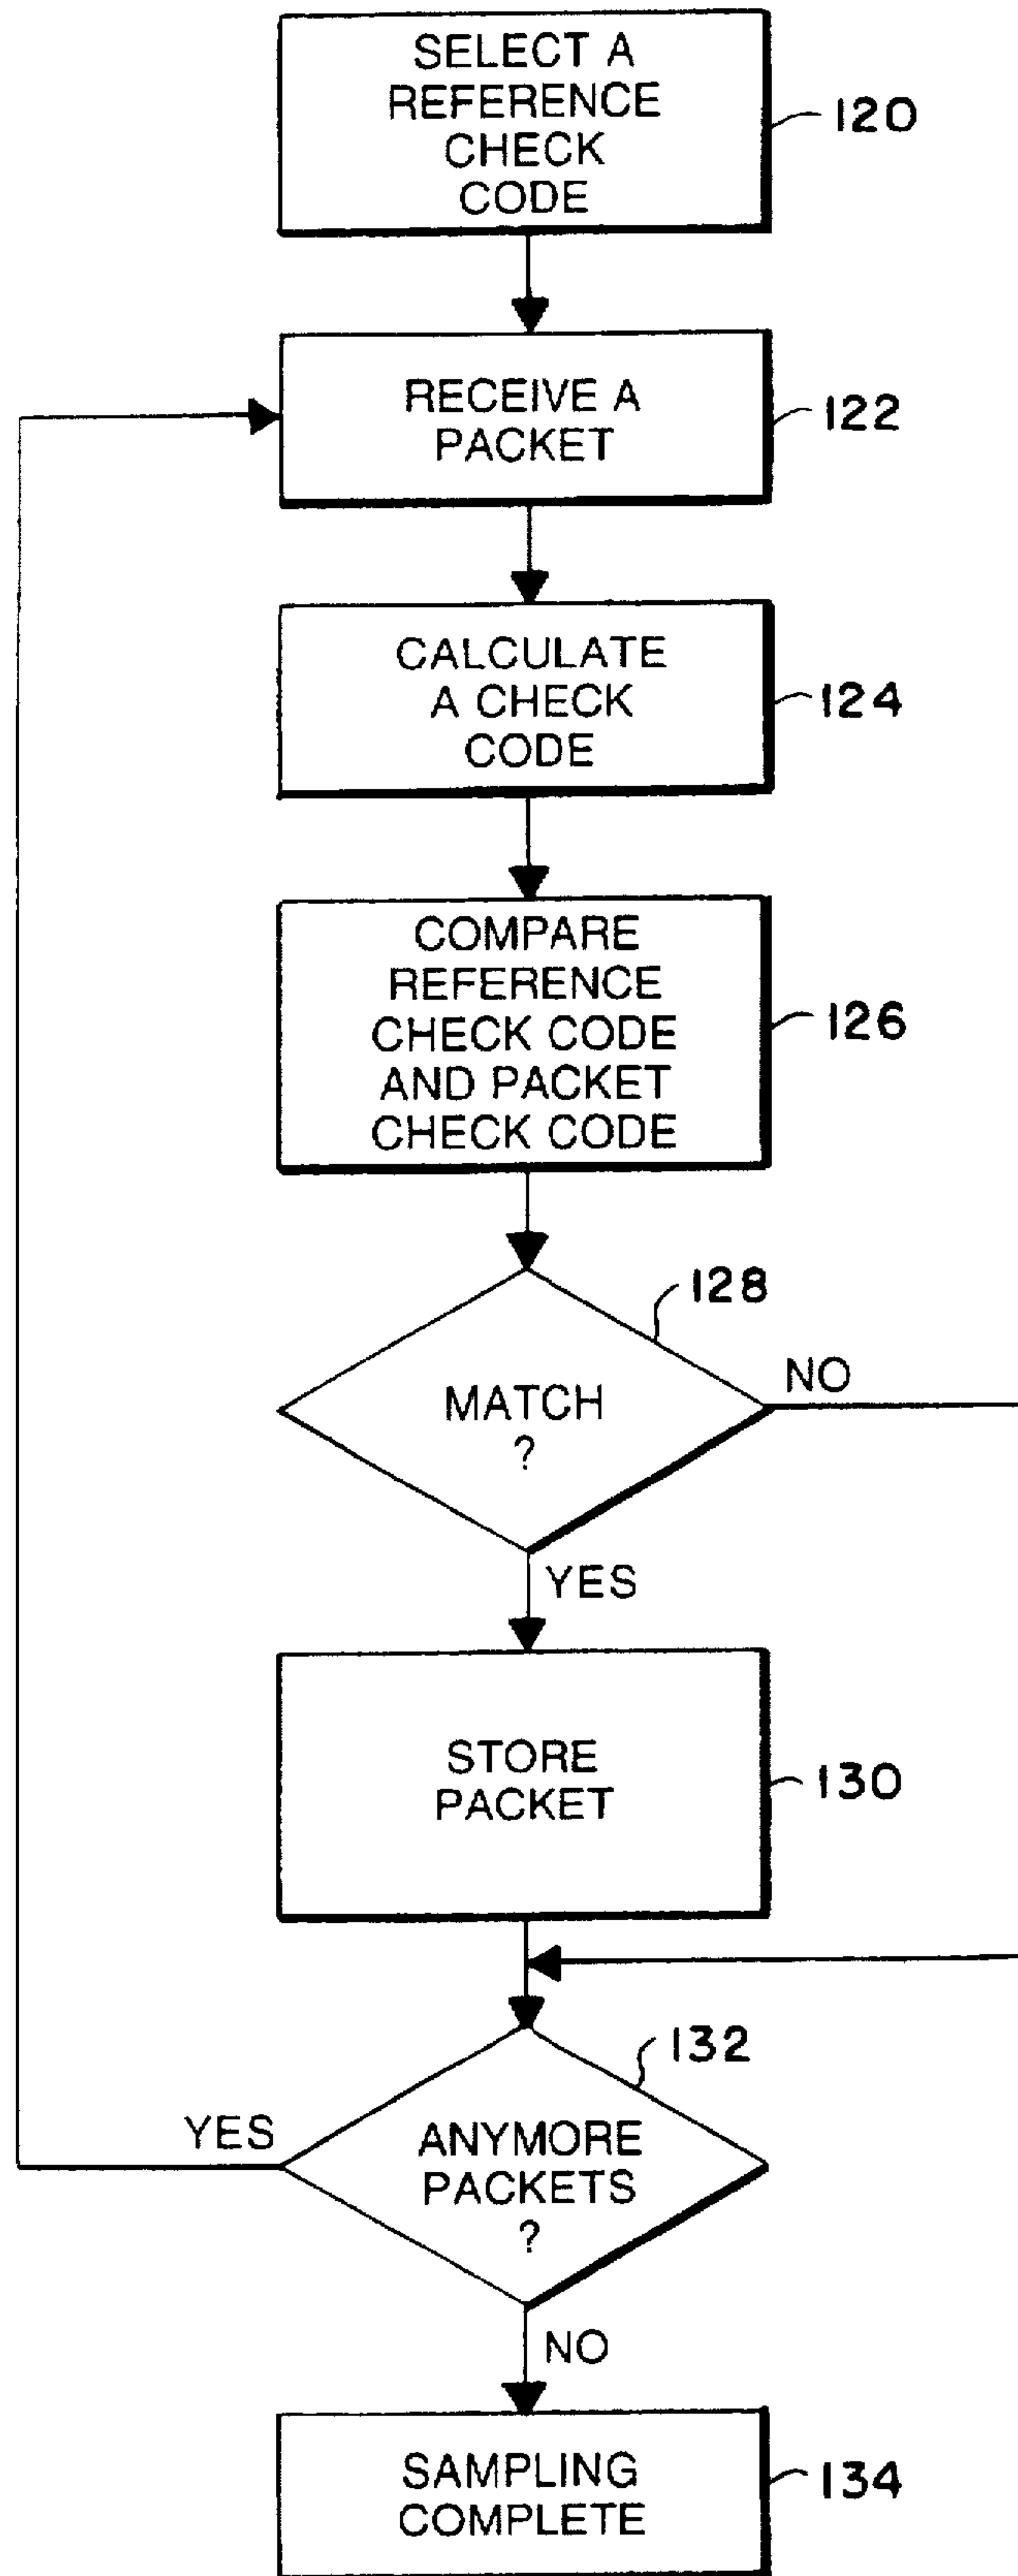 SELECT A
REFERENCE
CHECK
CODE
120
RECEIVE A
PACKET
122
CALCULATE
A CHECK
CODE
124
COMPARE
REFERENCE
CHECK CODE
AND PACKET
CHECK CODE
126
128
MATCH
?
NO
YES
STORE
PACKET
130
132
YES
ANYMORE
PACKETS
?
NO
SAMPLING
COMPLETE
134